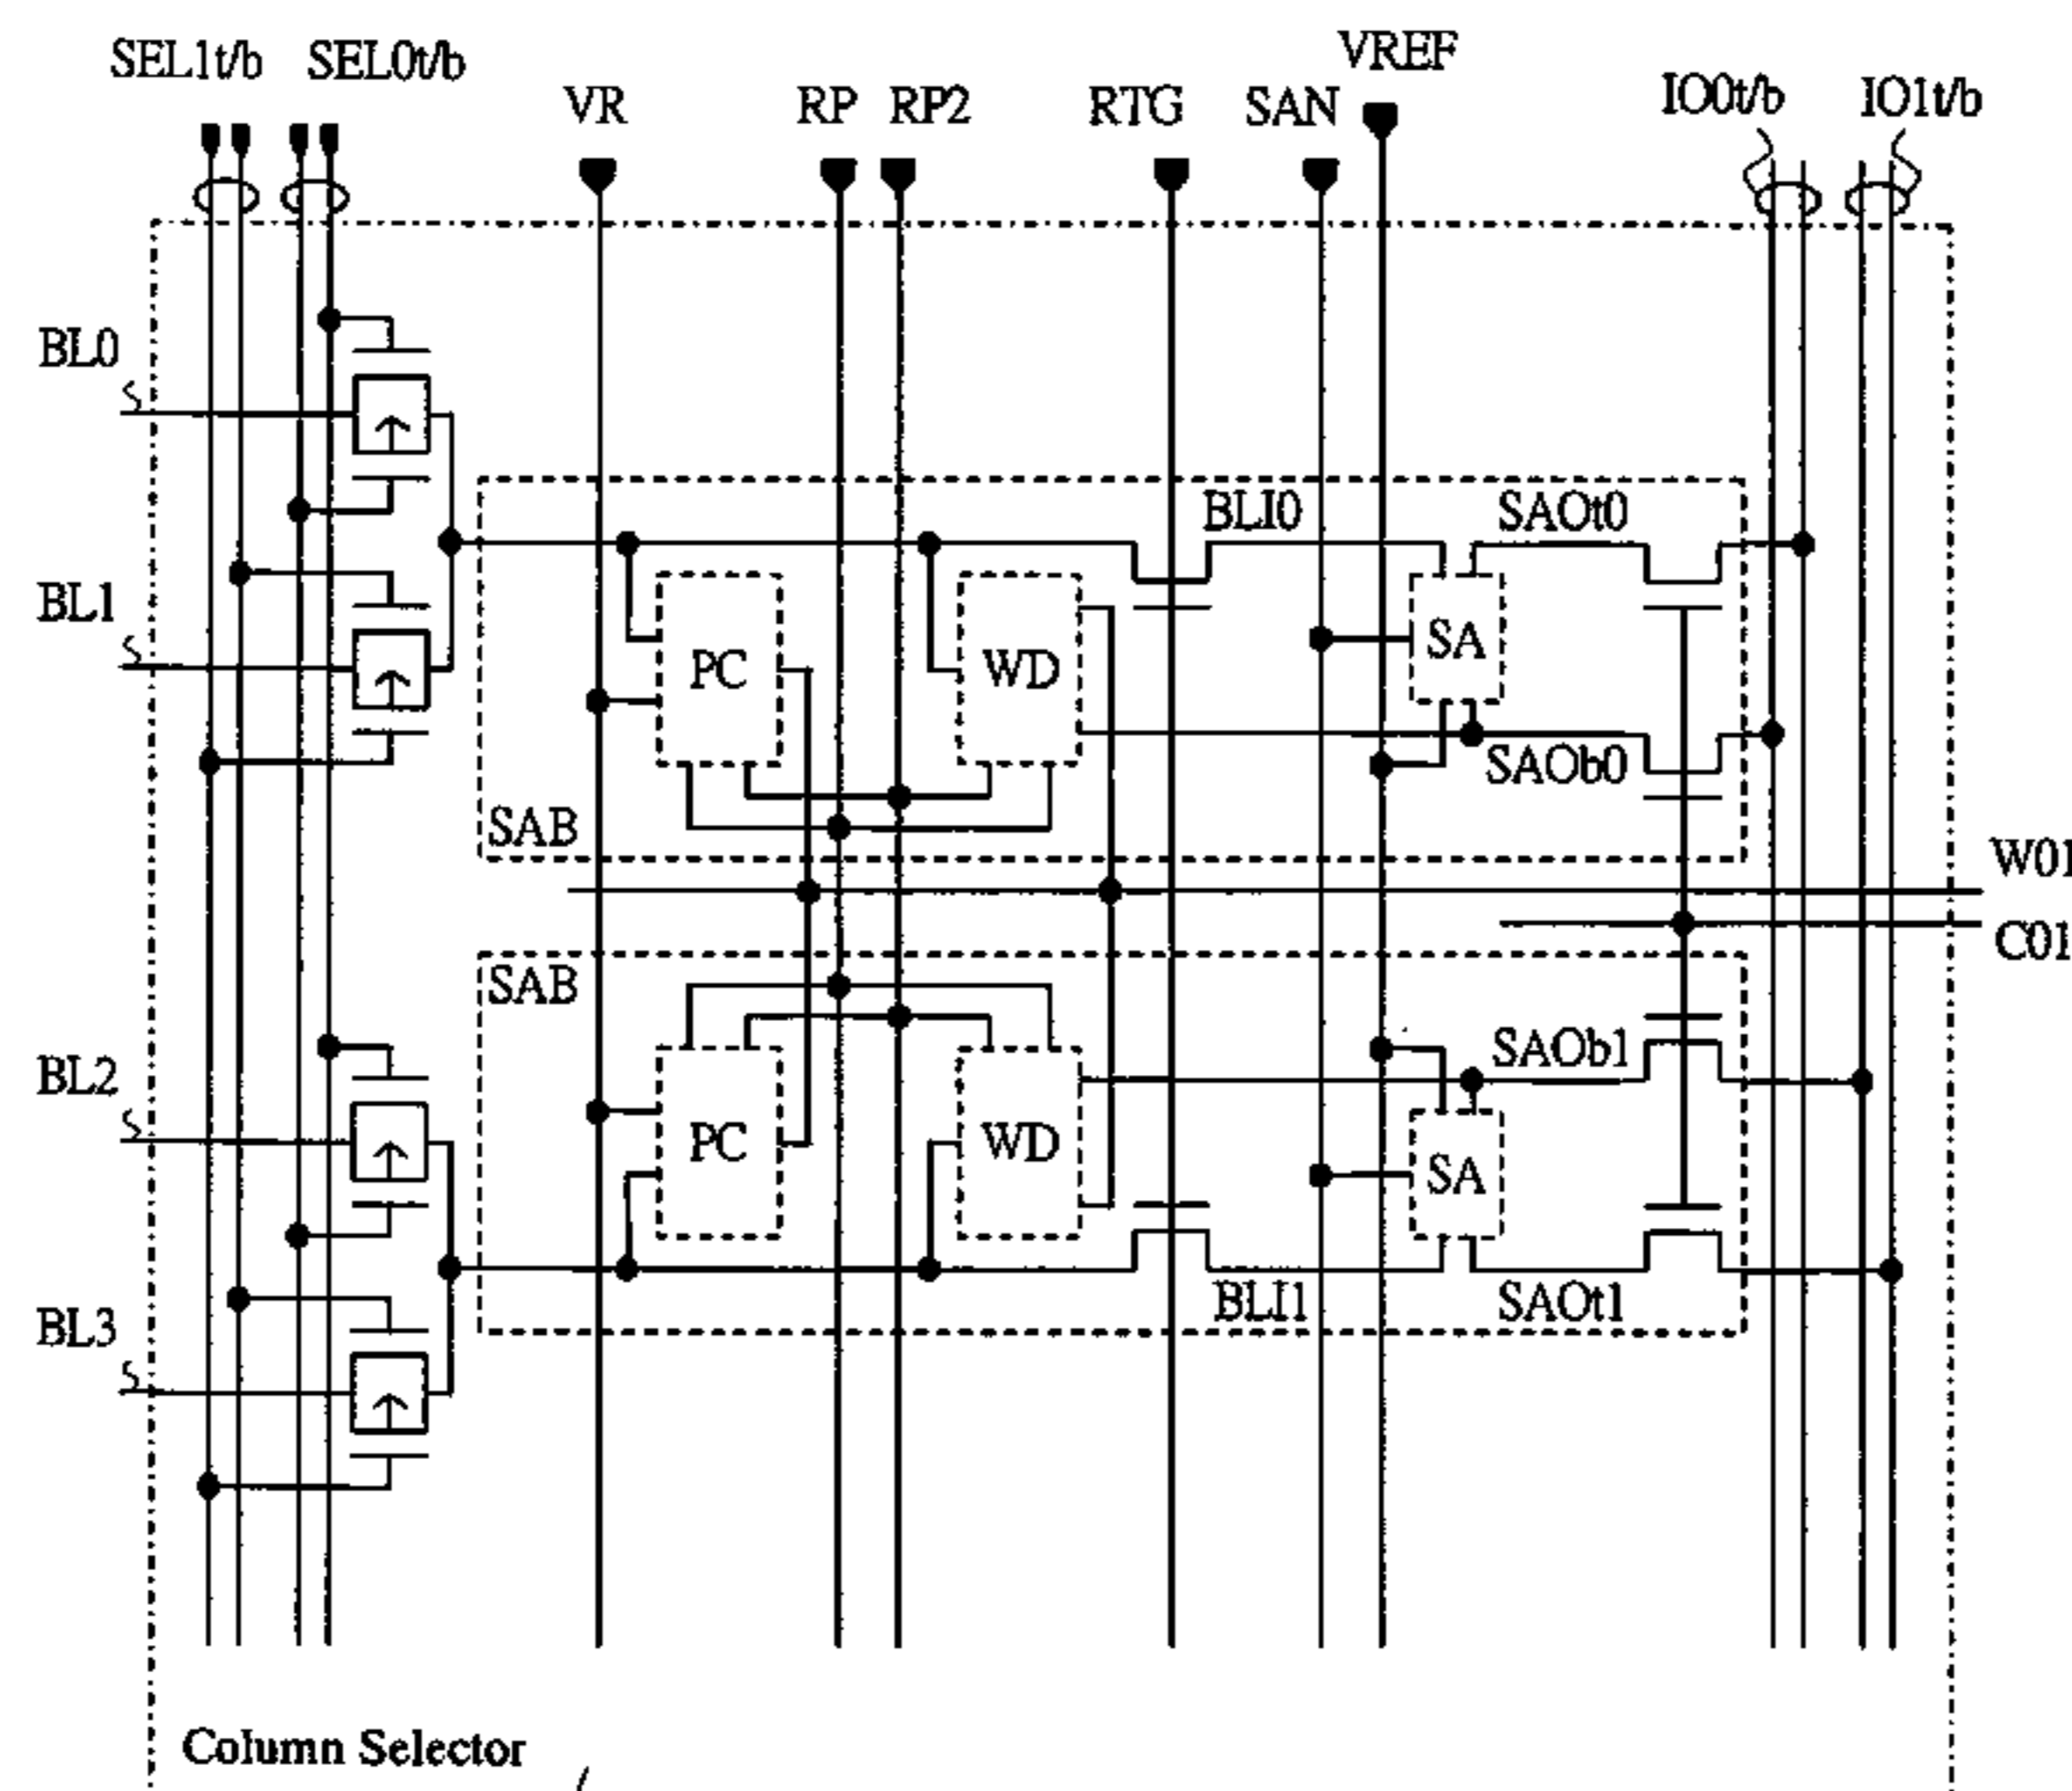 SEL1t/b SEL0t/b VR RP RP2 RTG SAN VREF IO0t/b IO1t/b
BL0
BLI0 SAOt0
BL1
PC WD SA
SAOb0
SAB
W01
C01
SAB
BL2
SAOb1
PC WD SA
BL3
BLI1 SAOt1
Column Selector